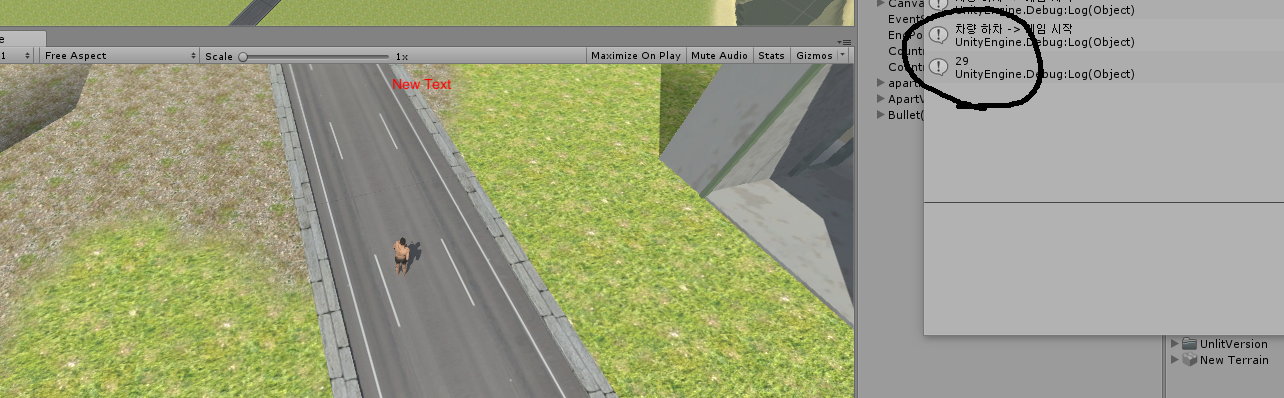 1
Free Aspect
Scale
1x
Maximize On Play
Mute Audio
Stats
Gizmos
New Text
UnityEngine.Debug:Log(Object)
차량 하차 -> 게임 시작
UnityEngine.Debug:Log(Object)
29
UnityEngine.Debug:Log(Object)
Canva
Event
Count
apart
ApartV
Bullet(
UnlitVersion
New Terrain